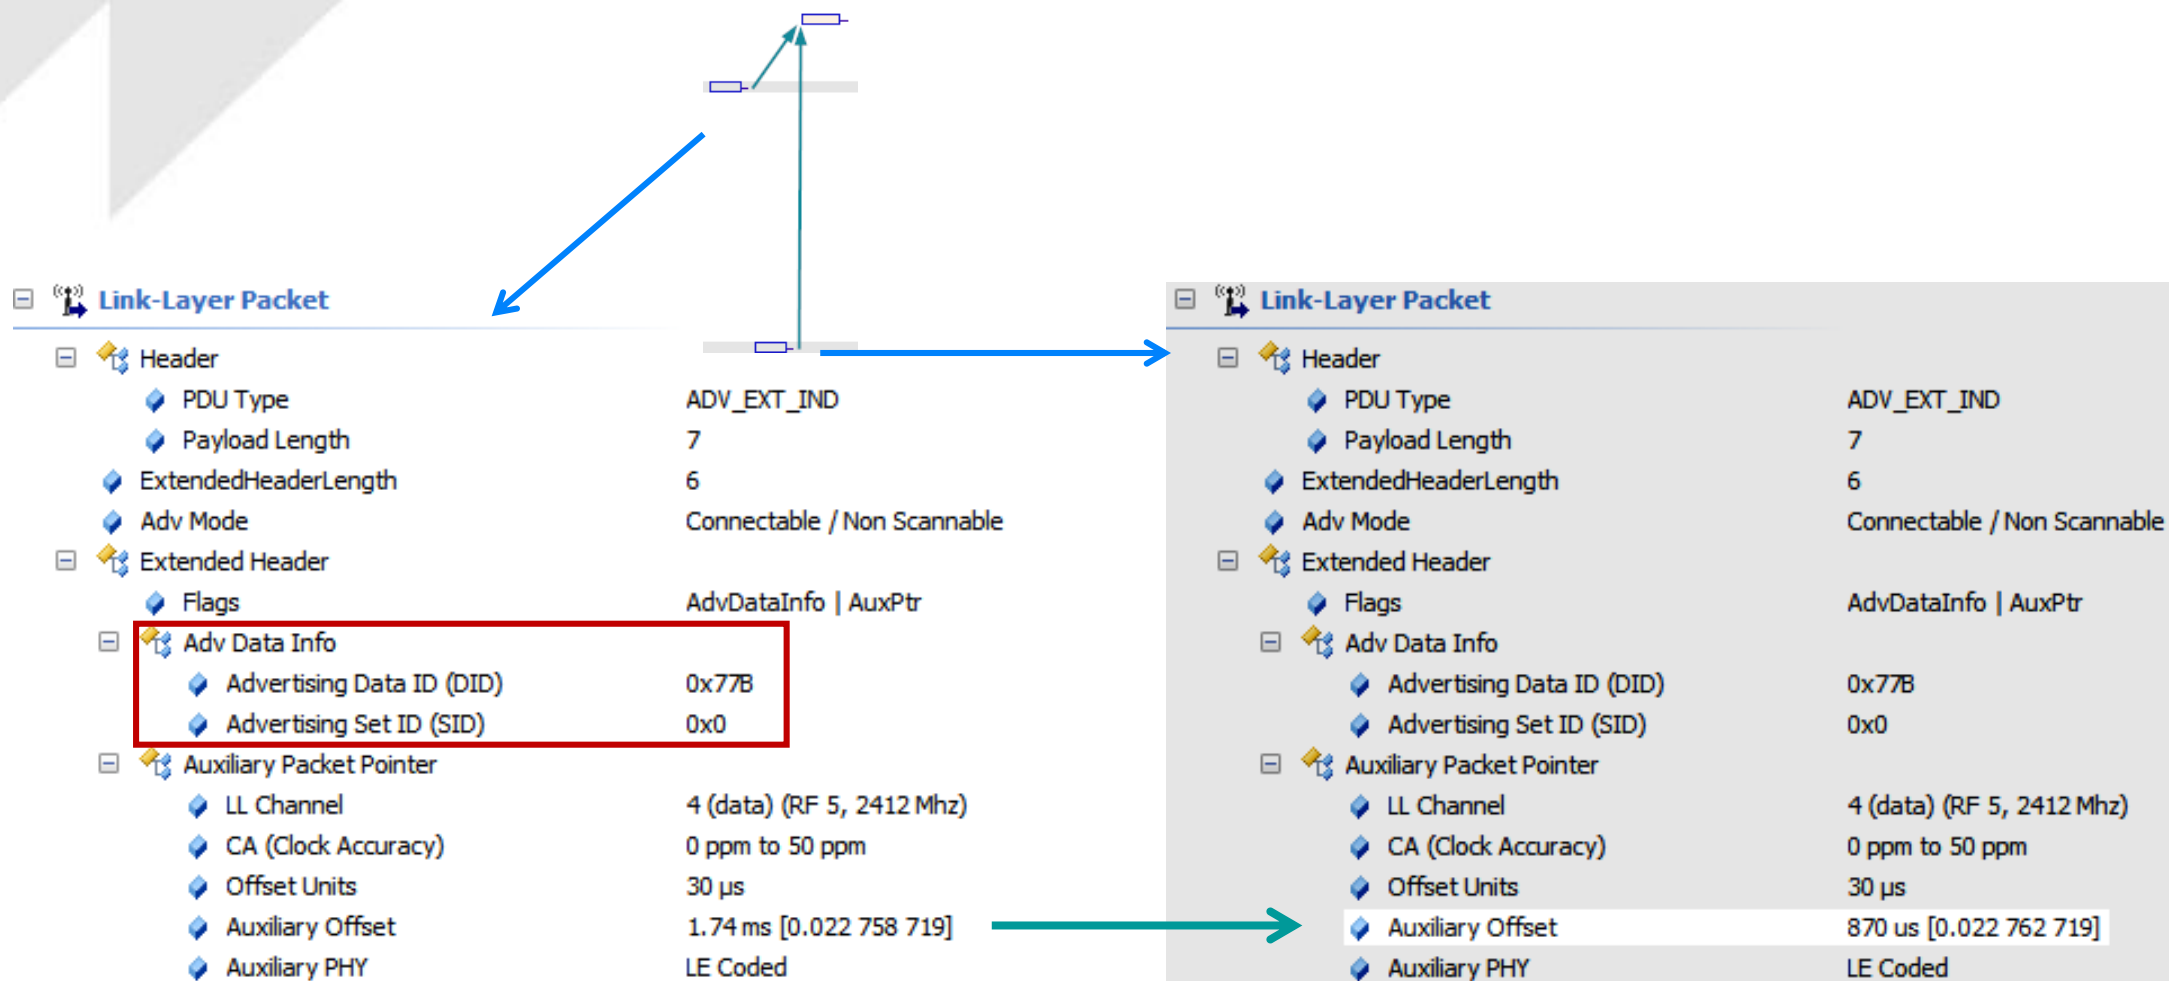 Link-Layer Packet
Header
PDU Type ADV_EXT_IND
Payload Length 7
ExtendedHeaderLength 6
Adv Mode Connectable / Non Scannable
Extended Header
Flags AdvDataInfo | AuxPtr
Adv Data Info
Advertising Data ID (DID) 0x77B
Advertising Set ID (SID) 0x0
Auxiliary Packet Pointer
LL Channel 4 (data) (RF 5, 2412 Mhz)
CA (Clock Accuracy) 0 ppm to 50 ppm
Offset Units 30 µs
Auxiliary Offset 1.74 ms [0.022 758 719]
Auxiliary PHY LE Coded
Link-Layer Packet
Header
PDU Type ADV_EXT_IND
Payload Length 7
ExtendedHeaderLength 6
Adv Mode Connectable / Non Scannable
Extended Header
Flags AdvDataInfo | AuxPtr
Adv Data Info
Advertising Data ID (DID) 0x77B
Advertising Set ID (SID) 0x0
Auxiliary Packet Pointer
LL Channel 4 (data) (RF 5, 2412 Mhz)
CA (Clock Accuracy) 0 ppm to 50 ppm
Offset Units 30 µs
Auxiliary Offset 870 us [0.022 762 719]
Auxiliary PHY LE Coded